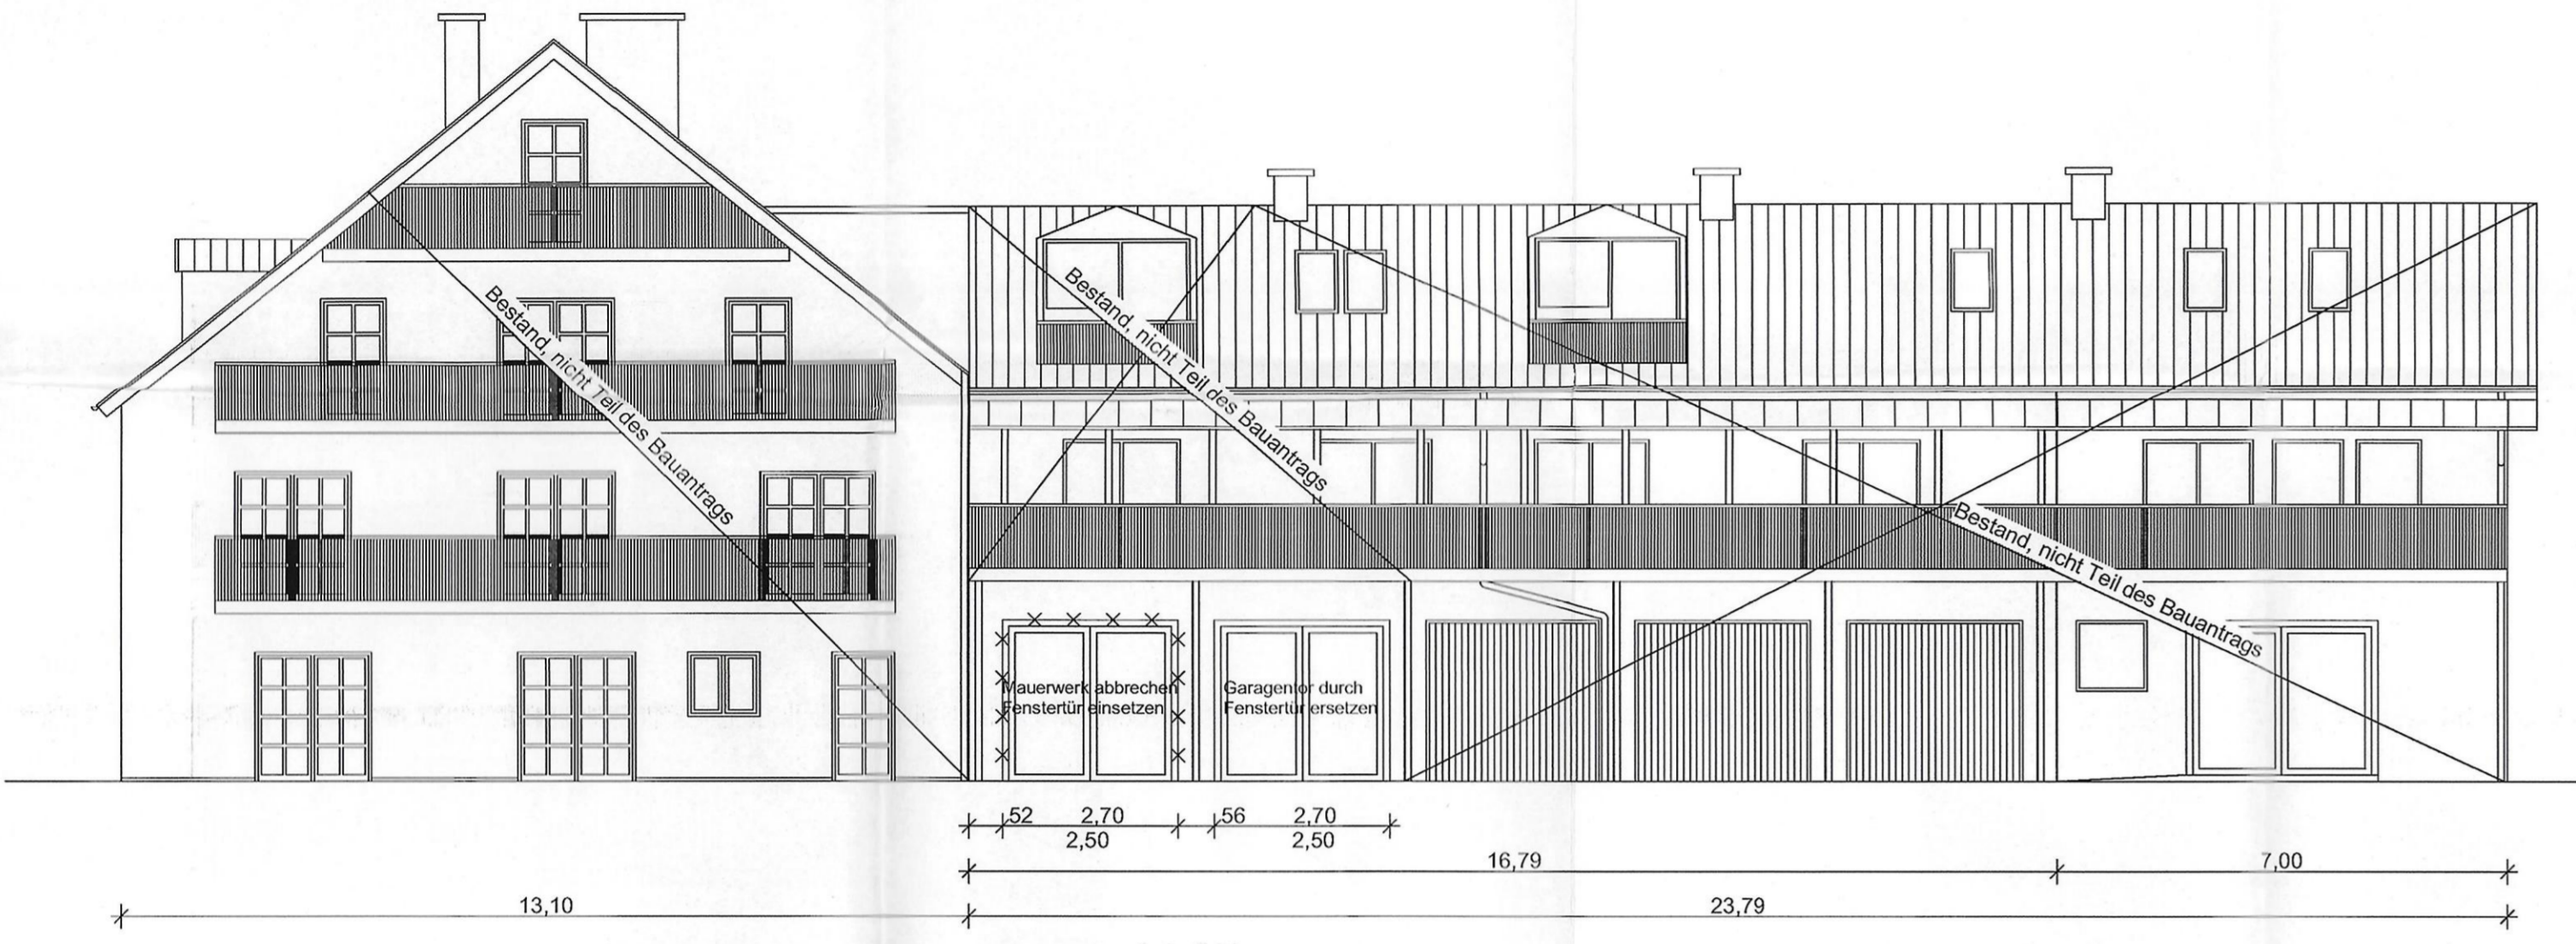 Bestand, nicht Teil des Bauantrags
Bestand, nicht Teil des Bauantrags
Bestand, nicht Teil des Bauantrags
Mauerwerk abbrechen
Fenstertür einsetzen
Garagentor durch
Fenstertür ersetzen
52 2,70 56 2,70
2,50 2,50
16,79 7,00
13,10 23,79